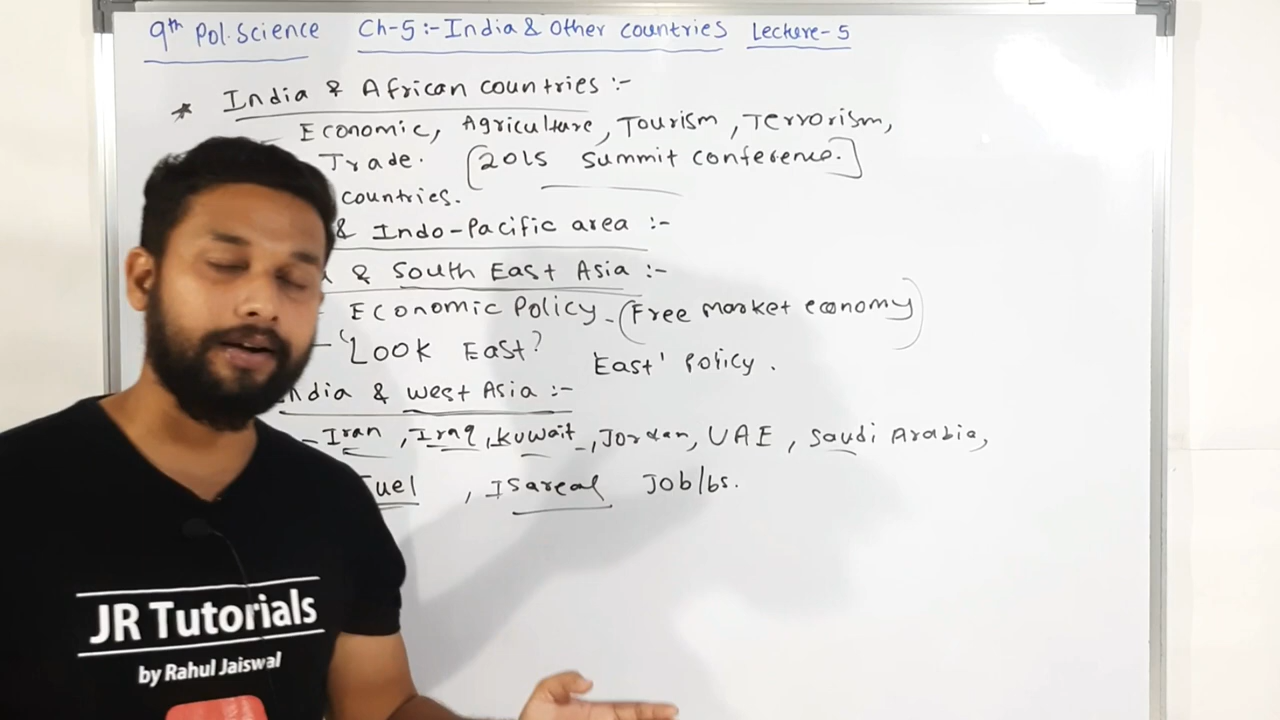 9th Pol. Science Ch-5:- India & Other countries Lecture-5
* India & African countries :-
Economic, Agriculture, Tourism, Terrorism,
Trade. [2015 Summit conference.]
countries.
& Indo-Pacific area :-
& South East Asia :-
Economic Policy - (Free market economy)
- 'Look East?
East' Policy.
ndia & West Asia :-
- Iran, Iraq, Kuwait, Jordan, UAE, Saudi Arabia,
uel, Isareal Job/bs.
JR Tutorials
by Rahul Jaiswal